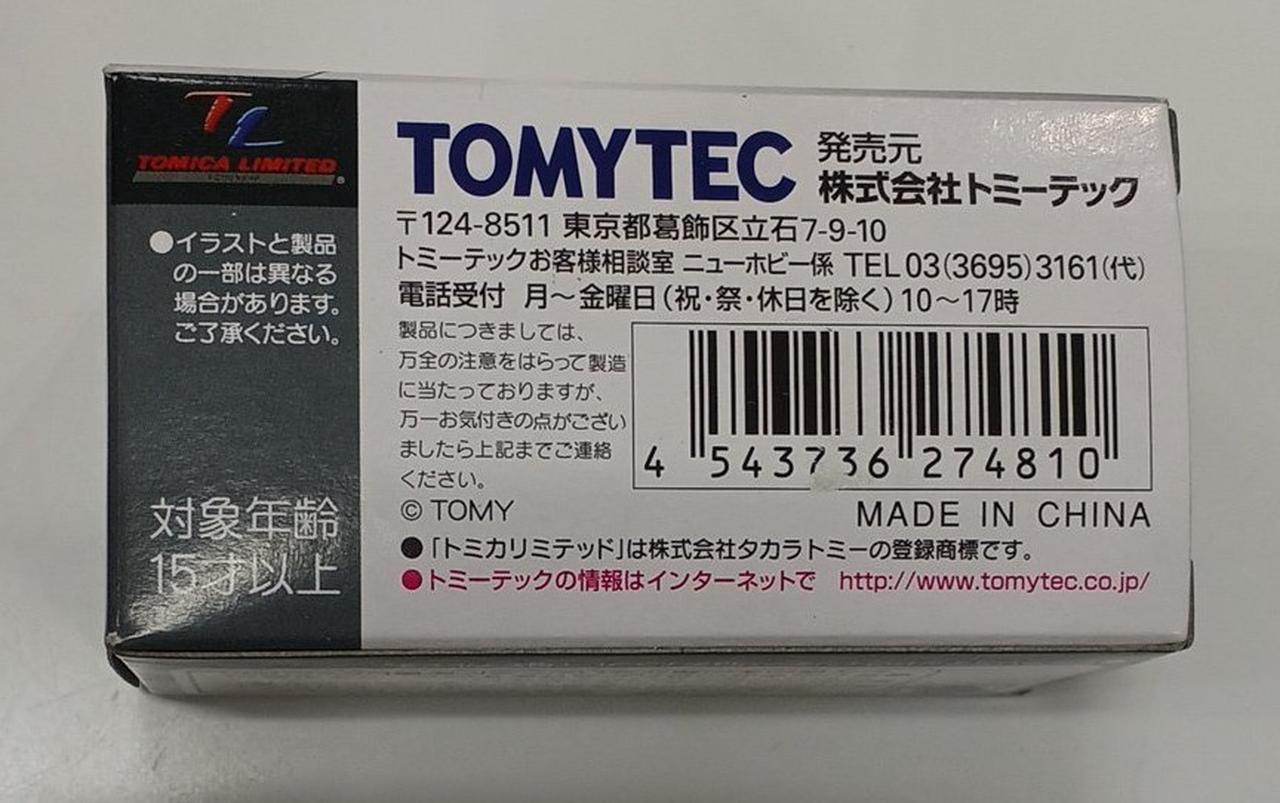 TL
TOMICA LIMITED
●イラストと製品
の一部は異なる
場合があります。
ご了承ください。
対象年齢
15才以上
TOMYTEC
発売元
株式会社トミーテック
〒124-8511 東京都葛飾区立石7-9-10
トミーテックお客様相談室 ニューホビー係 TEL 03(3695)3161(代)
電話受付 月~金曜日(祝・祭・休日を除く)10~17時
製品につきましては、
万全の注意をはらって製造
に当たっておりますが、
万一お気付きの点がござい
ましたら上記までご連絡
ください。
4 543736 274810
© TOMY
MADE IN CHINA
●「トミカリミテッド」は株式会社タカラトミーの登録商標です。
●トミーテックの情報はインターネットで http://www.tomytec.co.jp/